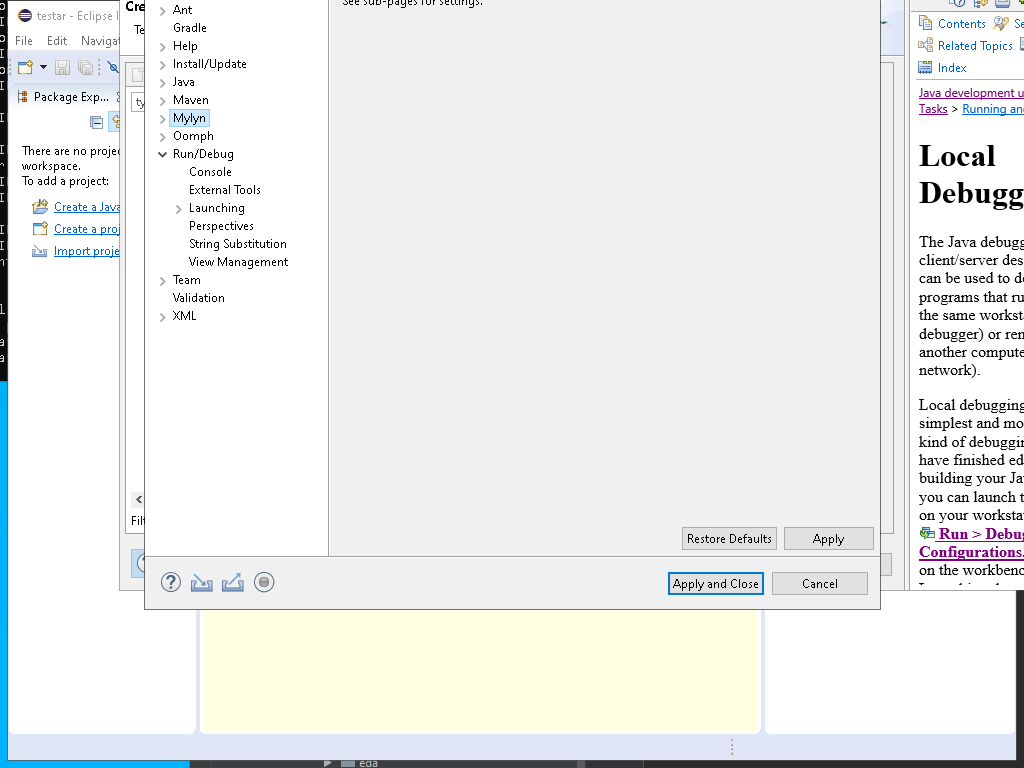 testar - Eclipse I
File Edit Navigat
Package Exp...
There are no projec
workspace.
To add a project:
Create a Java
Create a proj
Import proje
Cre
Te
ty
Filt
See sub-pages for settings.
Ant
Gradle
Help
Install/Update
Java
Maven
Mylyn
Oomph
Run/Debug
Console
External Tools
Launching
Perspectives
String Substitution
View Management
Team
Validation
XML
Restore Defaults Apply
Apply and Close Cancel
Contents Se
Related Topics
Index
Java development u
Tasks > Running and
Local
Debugg
The Java debugg
client/server des
can be used to de
programs that ru
the same worksta
debugger) or ren
another compute
network).
Local debugging
simplest and mo
kind of debuggin
have finished ed
building your Jav
you can launch t
on your workstat
Run > Debug
Configurations.
on the workbenc
eda